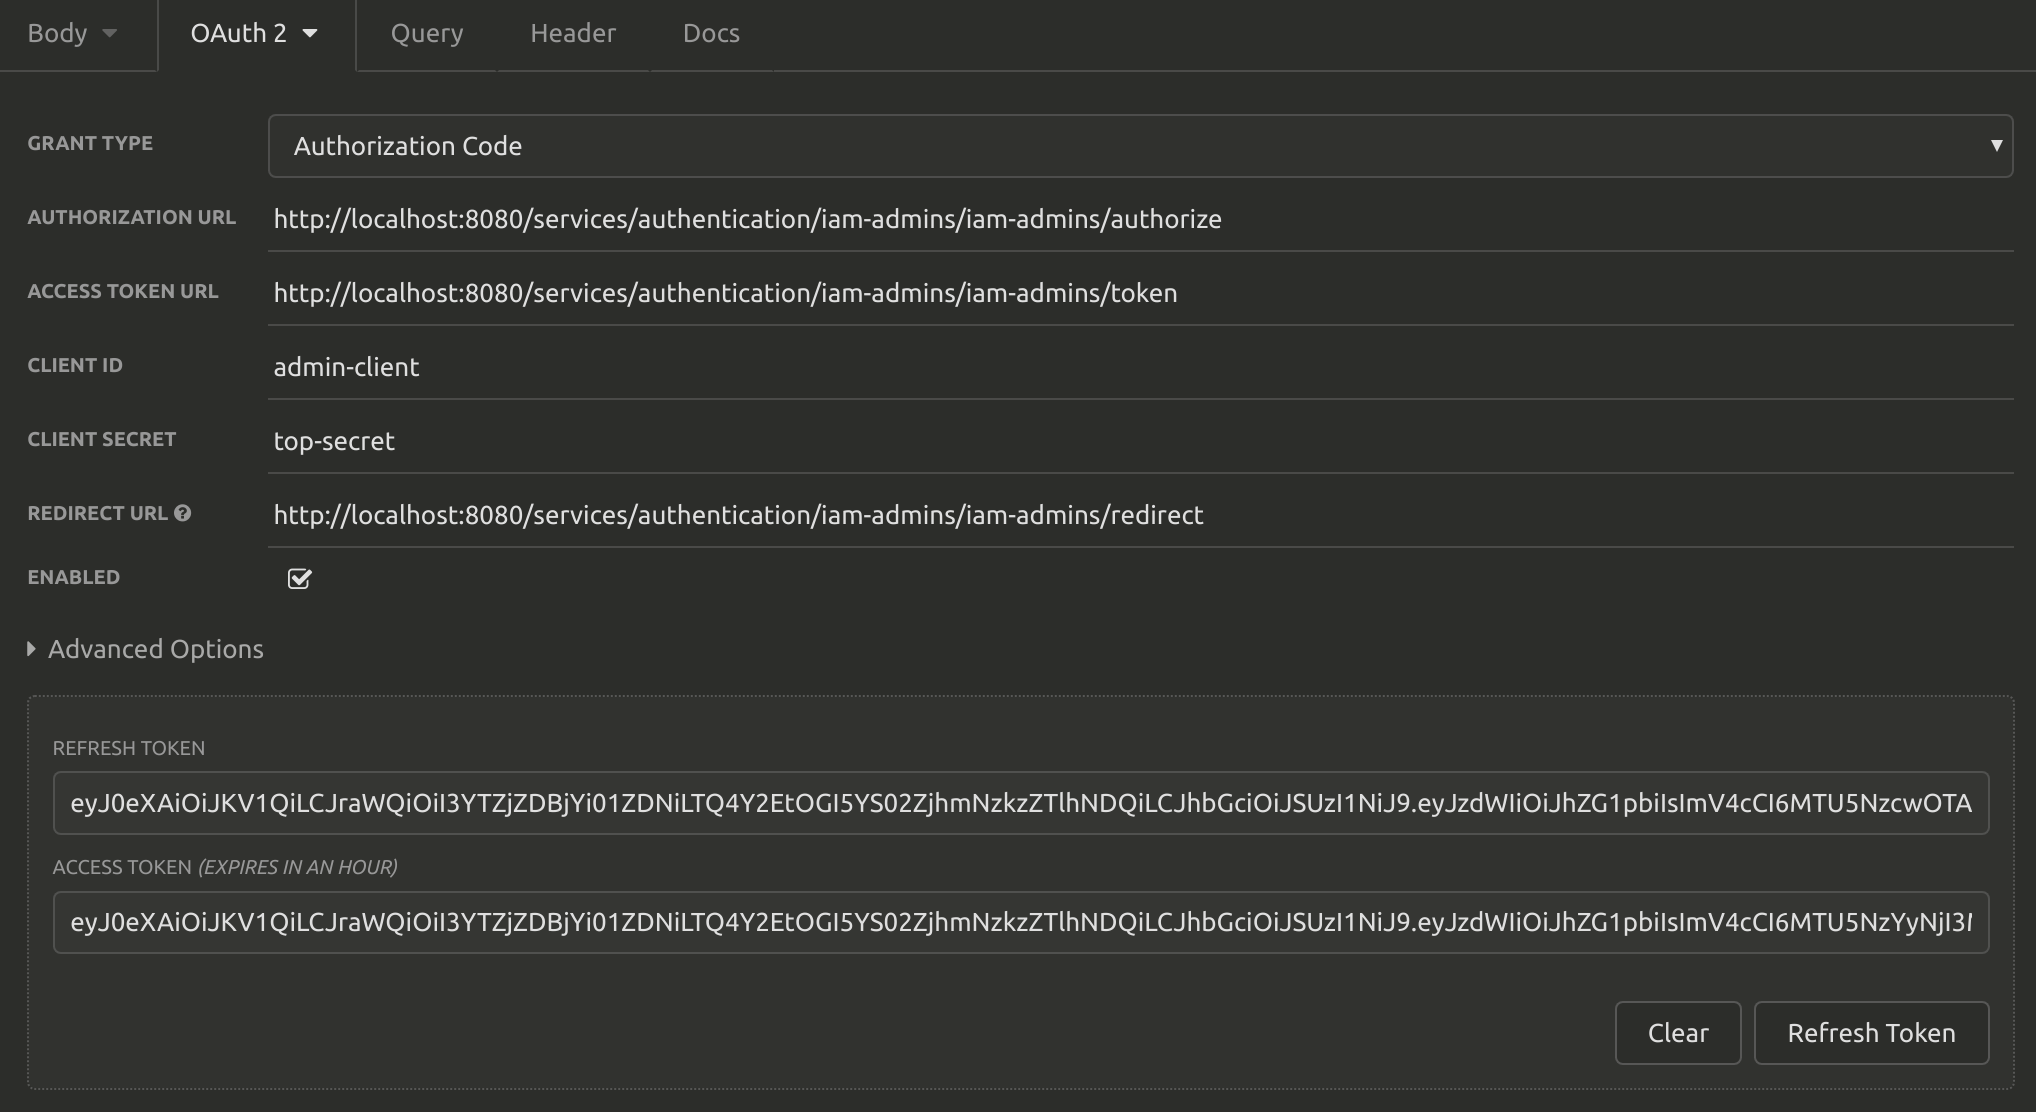 Body OAuth 2 Query Header Docs
GRANT TYPE Authorization Code
AUTHORIZATION URL http://localhost:8080/services/authentication/iam-admins/iam-admins/authorize
ACCESS TOKEN URL http://localhost:8080/services/authentication/iam-admins/iam-admins/token
CLIENT ID admin-client
CLIENT SECRET top-secret
REDIRECT URL http://localhost:8080/services/authentication/iam-admins/iam-admins/redirect
ENABLED
Advanced Options
REFRESH TOKEN
eyJ0eXAiOiJKV1QiLCJraWQiOiI3YTZjZDBjYi01ZDNiLTQ4Y2EtOGI5YS02ZjhmNzkzZTlhNDQiLCJhbGciOiJSUzI1NiJ9.eyJzdWIiOiJhZG1pbiIsImV4cCI6MTU5NzcwOTA
ACCESS TOKEN (EXPIRES IN AN HOUR)
eyJ0eXAiOiJKV1QiLCJraWQiOiI3YTZjZDBjYi01ZDNiLTQ4Y2EtOGI5YS02ZjhmNzkzZTlhNDQiLCJhbGciOiJSUzI1NiJ9.eyJzdWIiOiJhZG1pbiIsImV4cCI6MTU5NzYyNjI3
Clear Refresh Token